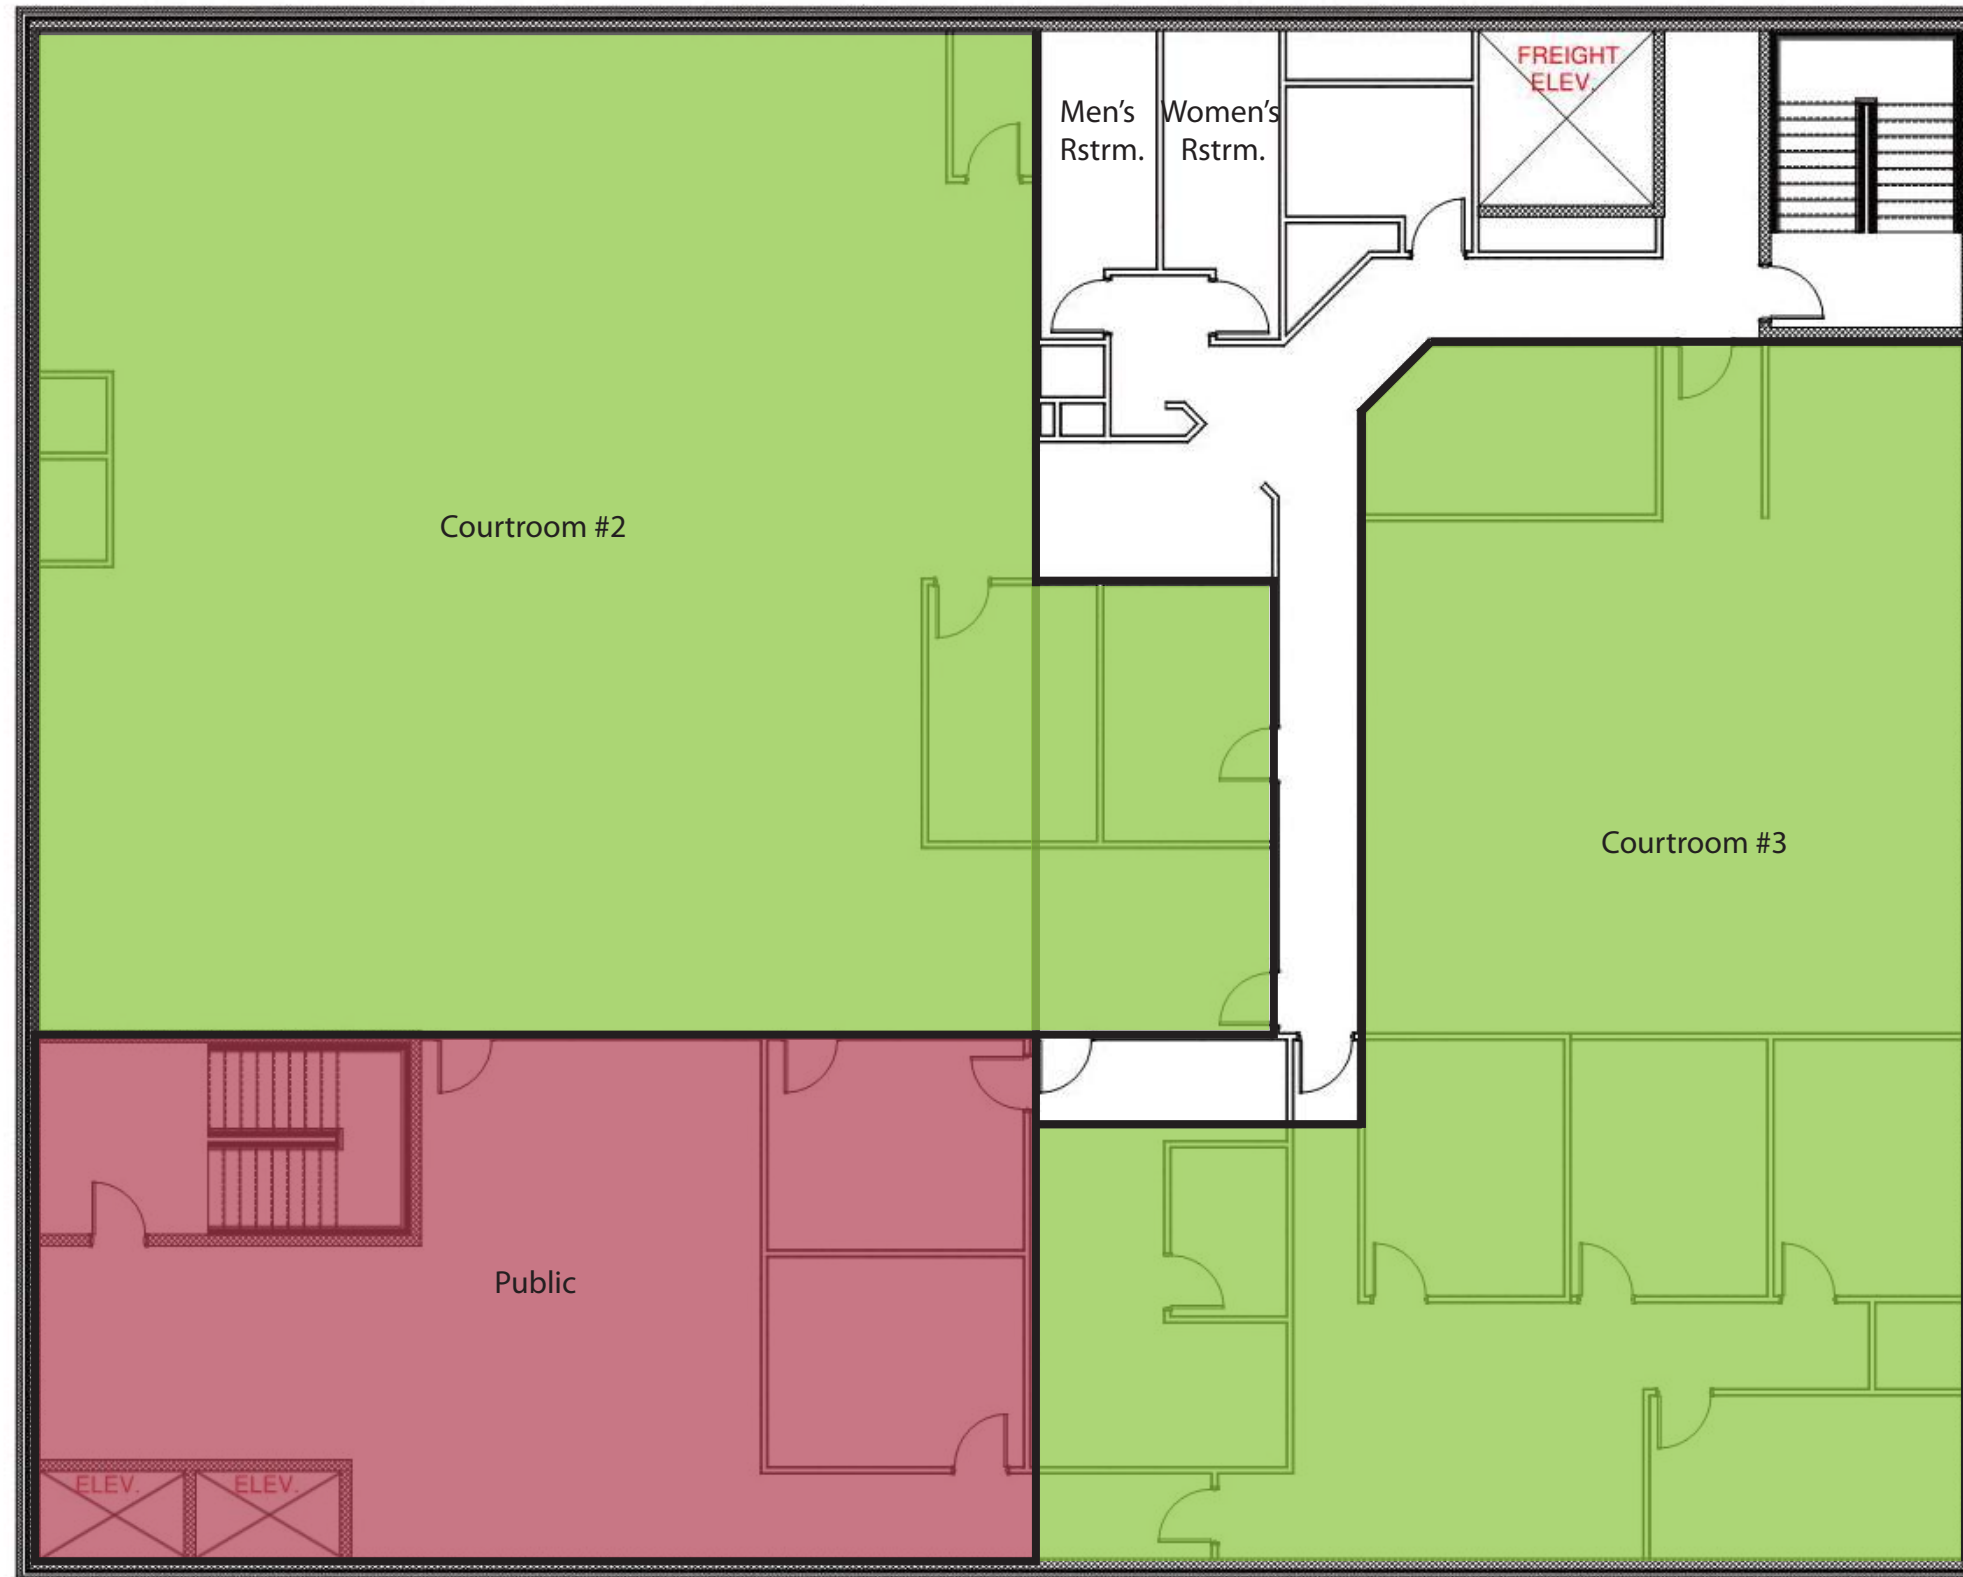 FREIGHT
ELEV.
Men's
Rstrm.
Women's
Rstrm.
Courtroom #2
Courtroom #3
Public
ELEV.
ELEV.